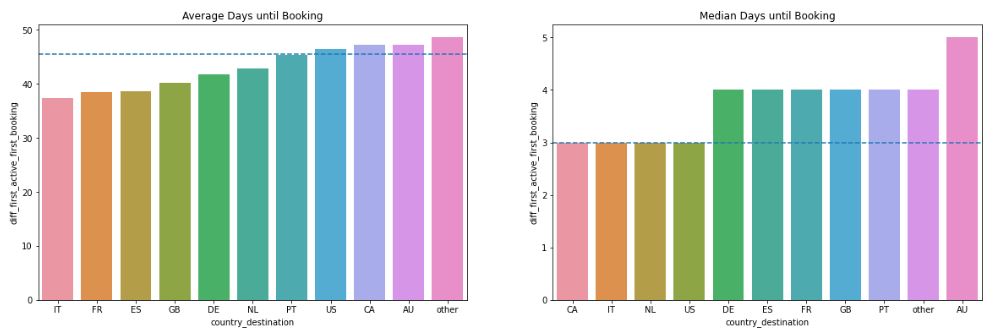 Average Days until Booking
diff_first_active_first_booking
50
40
30
20
10
0
IT FR ES GB DE NL PT US CA AU other
country_destination
Median Days until Booking
diff_first_active_first_booking
5
4
3
2
1
0
CA IT NL US DE ES FR GB PT other AU
country_destination